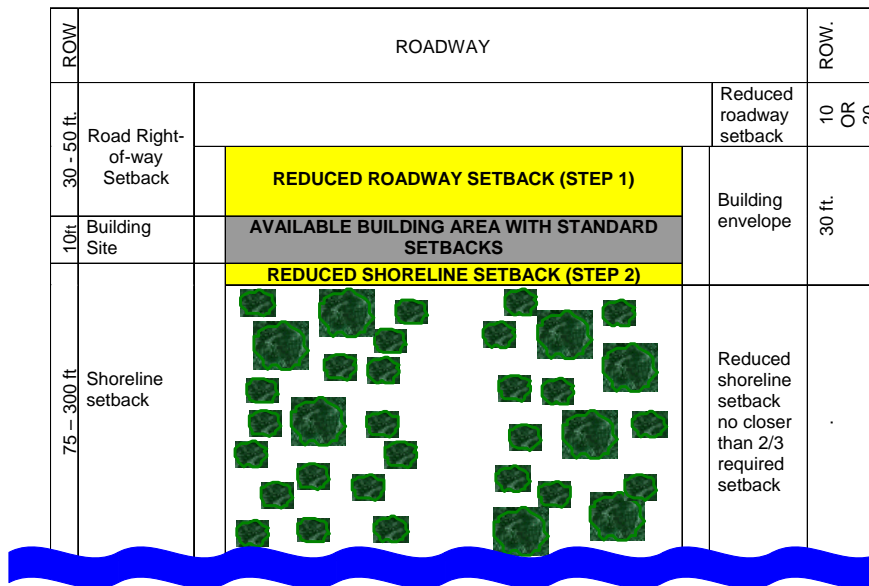 ROW
ROADWAY
ROW.
30 - 50 ft.
Road Right-
of-way
Setback
Reduced
roadway
setback
10
OR
REDUCED ROADWAY SETBACK (STEP 1)
Building
envelope
30 ft.
10ft
Building
Site
AVAILABLE BUILDING AREA WITH STANDARD
SETBACKS
REDUCED SHORELINE SETBACK (STEP 2)
75 – 300 ft
Shoreline
setback
Reduced
shoreline
setback
no closer
than 2/3
required
setback
.